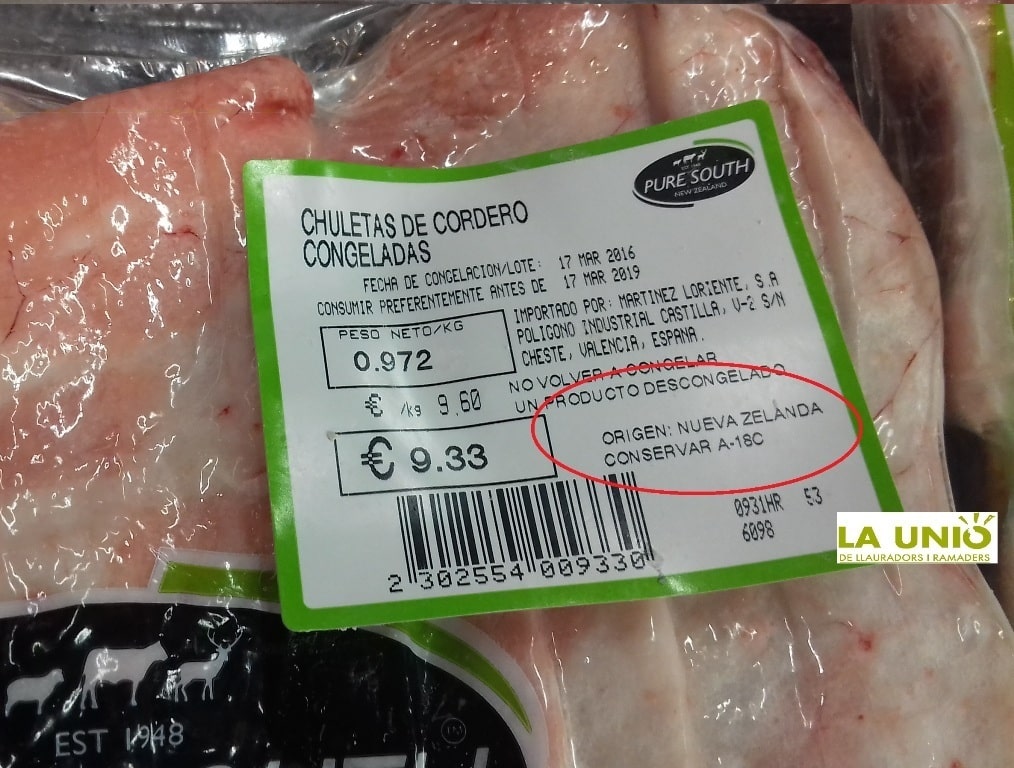 PURE SOUTH
NEW ZEALAND
CHULETAS DE CORDERO
CONGELADAS
FECHA DE CONGELACION/LOTE: 17 MAR 2016
CONSUMIR PREFERENTEMENTE ANTES DE 17 MAR 2019
PESO NETO/KG
0.972
€ /kg 9.60
€ 9.33
IMPORTADO POR: MARTINEZ LORIENTE, S.A
POLIGONO INDUSTRIAL CASTILLA, V-2 S/N
CHESTE, VALENCIA, ESPANA.
NO VOLVER A CONGELAR
UN PRODUCTO DESCONGELADO
ORIGEN: NUEVA ZELANDA
CONSERVAR A-18C
0931HR 53
6098
2 302554 009330
LA UNIÓ
DE LLAURADORS I RAMADERS
EST 1948